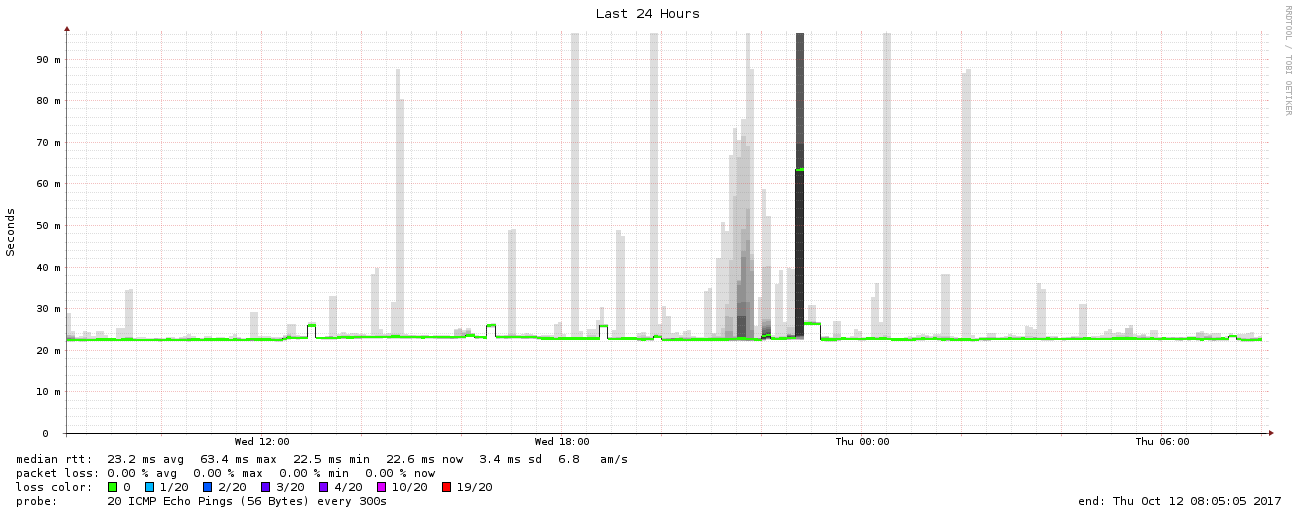 Last 24 Hours
RRDTOOL / TOBI OETIKER
Seconds
90 m
80 m
70 m
60 m
50 m
40 m
30 m
20 m
10 m
0
Wed 12:00 Wed 18:00 Thu 00:00 Thu 06:00
median rtt: 23.2 ms avg 63.4 ms max 22.5 ms min 22.6 ms now 3.4 ms sd 6.8 am/s
packet loss: 0.00 % avg 0.00 % max 0.00 % min 0.00 % now
loss color: 0 1/20 2/20 3/20 4/20 10/20 19/20
probe: 20 ICMP Echo Pings (56 Bytes) every 300s end: Thu Oct 12 08:05:05 2017